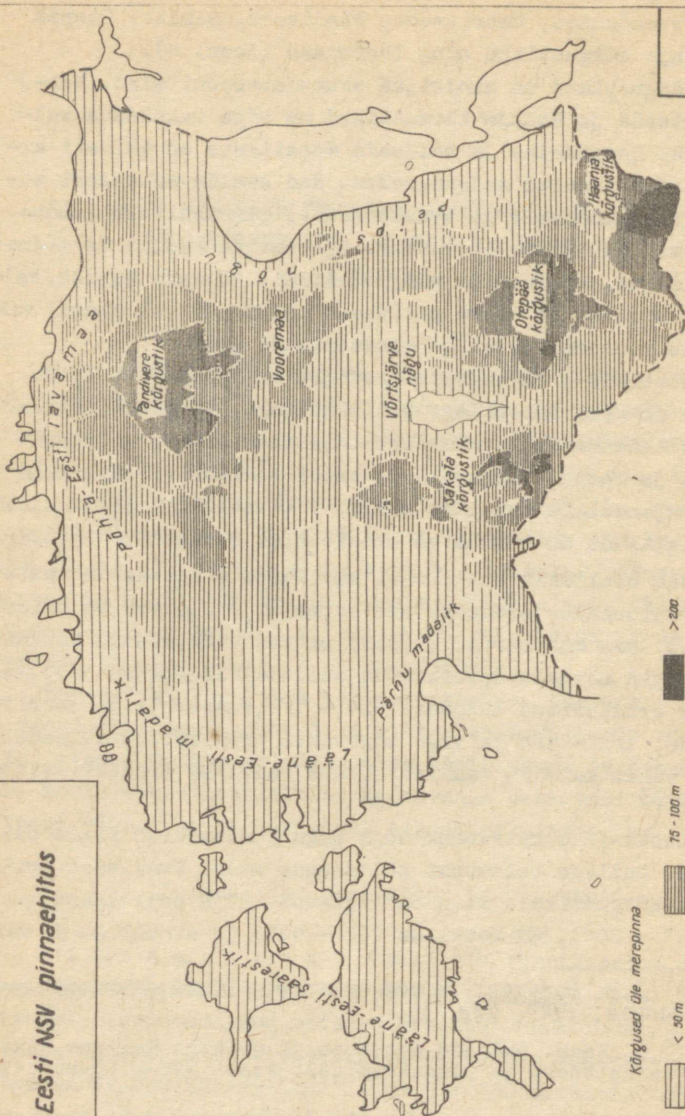 Eesti NSV pinnaehitus
Põhja-Eesti lavamaa
Pandivere
kõrgustik
Vooremaa
Peipsi nõgu
Lääne-Eesti madalik
Lääne-Eesti saarestik
Pärnu madalik
Võrtsjärve
nõgu
Sakala
kõrgustik
Otepää
kõrgustik
Haanja
kõrgustik
Kõrgused üle merepinna
< 50 m
75 - 100 m
> 200